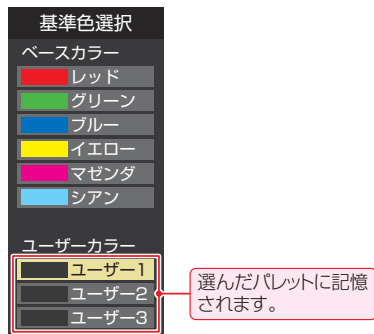 基準色選択
ベースカラー
レッド
グリーン
ブルー
イエロー
マゼンダ
シアン
ユーザーカラー
ユーザー1
ユーザー2
ユーザー3
選んだパレットに記憶
されます。